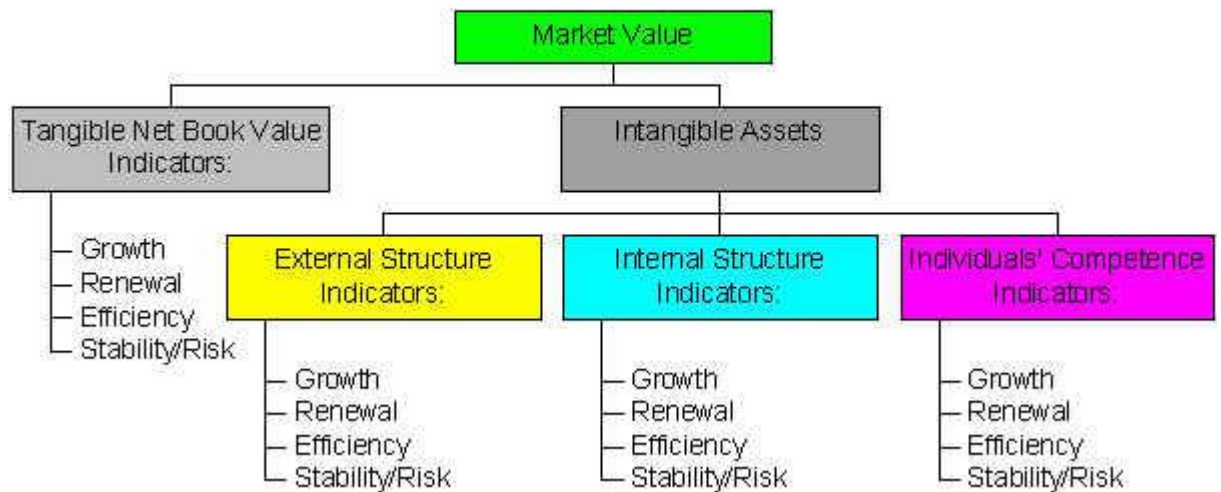 Market Value
Tangible Net Book Value
Indicators:
Intangible Assets
Growth
Renewal
Efficiency
Stability/Risk
External Structure
Indicators:
Internal Structure
Indicators:
Individuals' Competence
Indicators:
Growth
Renewal
Efficiency
Stability/Risk
Growth
Renewal
Efficiency
Stability/Risk
Growth
Renewal
Efficiency
Stability/Risk